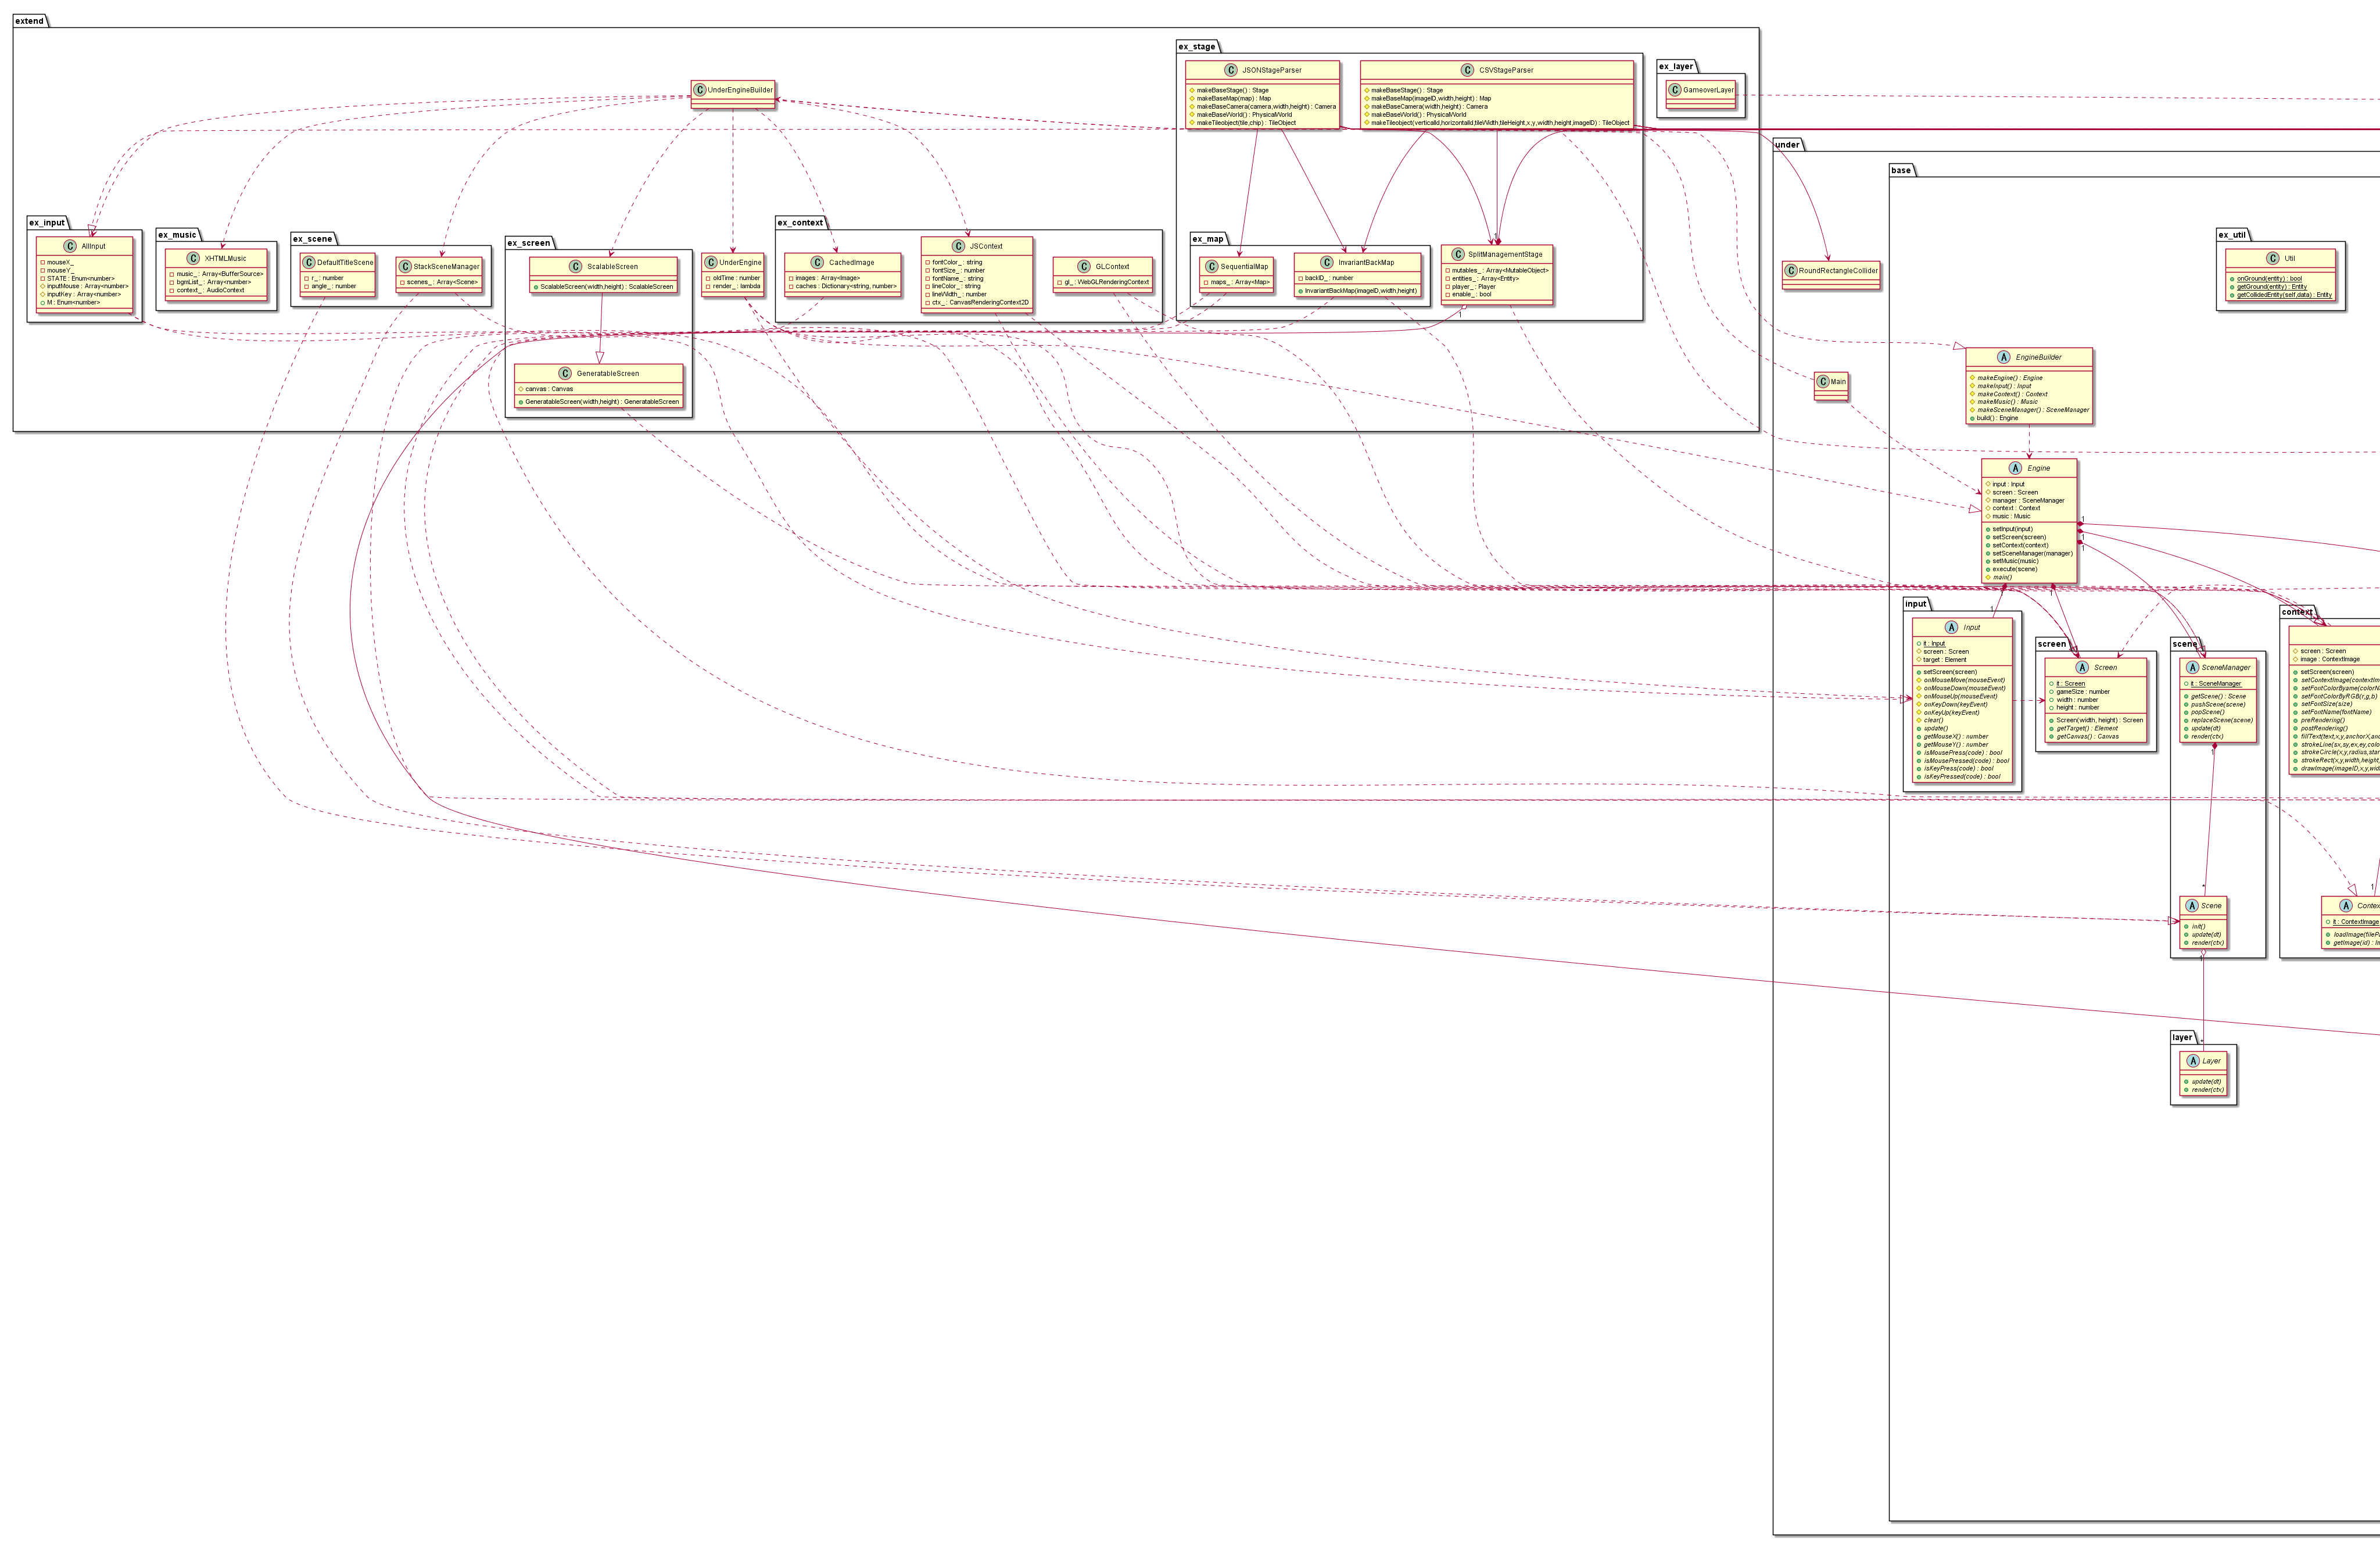 extend
ex_stage
JSONStageParser
makeBaseStage() : Stage
makeBaseMap(map) : Map
makeBaseCamera(camera,width,height) : Camera
makeBaseWorld() : PhysicalWorld
makeTileobject(tile,chip) : TileObject
CSVStageParser
makeBaseStage() : Stage
makeBaseMap(imageID,width,height) : Map
makeBaseCamera(width,height) : Camera
makeBaseWorld() : PhysicalWorld
makeTileobject(verticalId,horizontalId,tileWidth,tileHeight,x,y,width,height,imageID) : TileObject
ex_layer
GameoverLayer
UnderEngineBuilder
ex_input
AllInput
mouseX_
mouseY_
STATE : Enum<number>
inputMouse : Array<number>
inputKey : Array<number>
M : Enum<number>
ex_music
XHTMLMusic
music_ : Array<BufferSource>
bgmList_ : Array<number>
context_ : AudioContext
ex_scene
DefaultTitleScene
r_ : number
angle_ : number
StackSceneManager
scenes_ : Array<Scene>
ex_screen
ScalableScreen
ScalableScreen(width,height) : ScalableScreen
GeneratableScreen
canvas : Canvas
GeneratableScreen(width,height) : GeneratableScreen
UnderEngine
oldTime : number
render_ : lambda
ex_context
CachedImage
images : Array<Image>
caches : Dictionary<string, number>
JSContext
fontColor_ : string
fontSize_ : number
fontName_ : string
lineColor_ : string
lineWidth_ : number
ctx_ : CanvasRenderingContext2D
GLContext
gl_ : WebGLRenderingContext
ex_map
SequentialMap
maps_ : Array<Map>
InvariantBackMap
backID_ : number
InvariantBackMap(imageID,width,height)
1
SplitManagementStage
mutables_ : Array<MutableObject>
entities_ : Array<Entity>
player_ : Player
enable_ : bool
1
under
RoundRectangleCollider
Main
base
ex_util
Util
onGround(entity) : bool
getGround(entity) : Entity
getCollidedEntity(self,data) : Entity
EngineBuilder
makeEngine() : Engine
makeInput() : Input
makeContext() : Context
makeMusic() : Music
makeSceneManager() : SceneManager
build() : Engine
Engine
input : Input
screen : Screen
manager : SceneManager
context : Context
music : Music
setInput(input)
setScreen(screen)
setContext(context)
setSceneManager(manager)
setMusic(music)
execute(scene)
main()
1
1
1
1
1
input
1
Input
it : Input
screen : Screen
target : Element
setScreen(screen)
onMouseMove(mouseEvent)
onMouseDown(mouseEvent)
onMouseUp(mouseEvent)
onKeyDown(keyEvent)
onKeyUp(keyEvent)
clear()
update()
getMouseX() : number
getMouseY() : number
isMousePress(code) : bool
isMousePressed(code) : bool
isKeyPress(code) : bool
isKeyPressed(code) : bool
screen
Screen
it : Screen
gameSize : number
width : number
height : number
Screen(width, height) : Screen
getTarget() : Element
getCanvas() : Canvas
scene
SceneManager
it : SceneManager
getScene() : Scene
pushScene(scene)
popScene()
replaceScene(scene)
update(dt)
render(ctx)
1
*
Scene
init()
update(dt)
render(ctx)
1
layer
*
Layer
update(dt)
render(ctx)
context
screen : Screen
image : ContextImage
setScreen(screen)
setContextImage(contextIm
setFontColorByame(colorN
setFontColorByRGB(r,g,b)
setFontSize(size)
setFontName(fontName)
preRendering()
postRendering()
fillText(text,x,y,anchorX,anc
strokeLine(sx,sy,ex,ey,colo
strokeCircle(x,y,radius,star
strokeRect(x,y,width,height,
drawImage(imageID,x,y,wid
1
Contex
it : ContextImage
loadImage(fileP
getImage(id) : Im